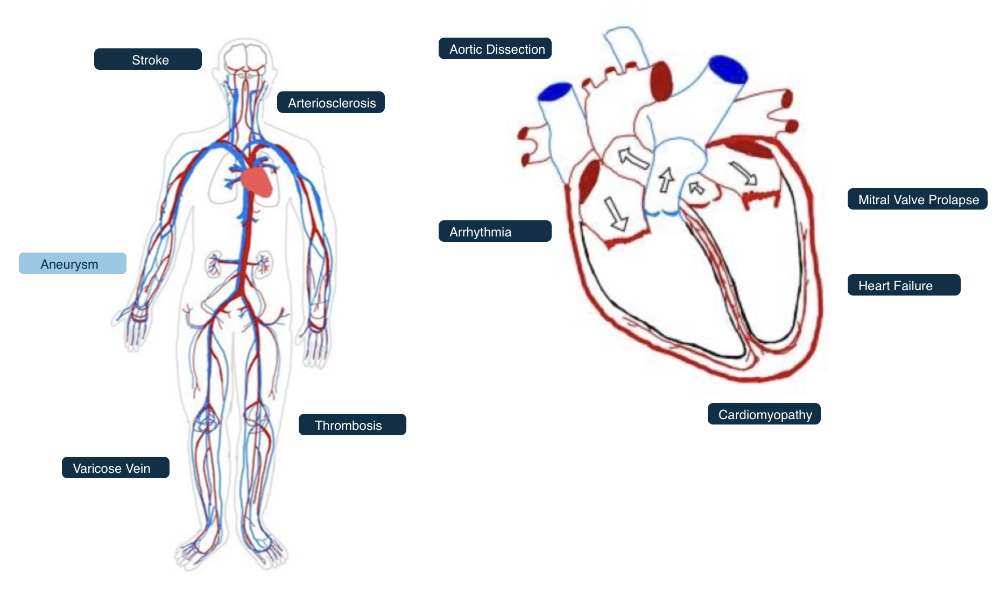 Stroke
Arteriosclerosis
Aneurysm
Thrombosis
Varicose Vein
Aortic Dissection
Arrhythmia
Mitral Valve Prolapse
Heart Failure
Cardiomyopathy